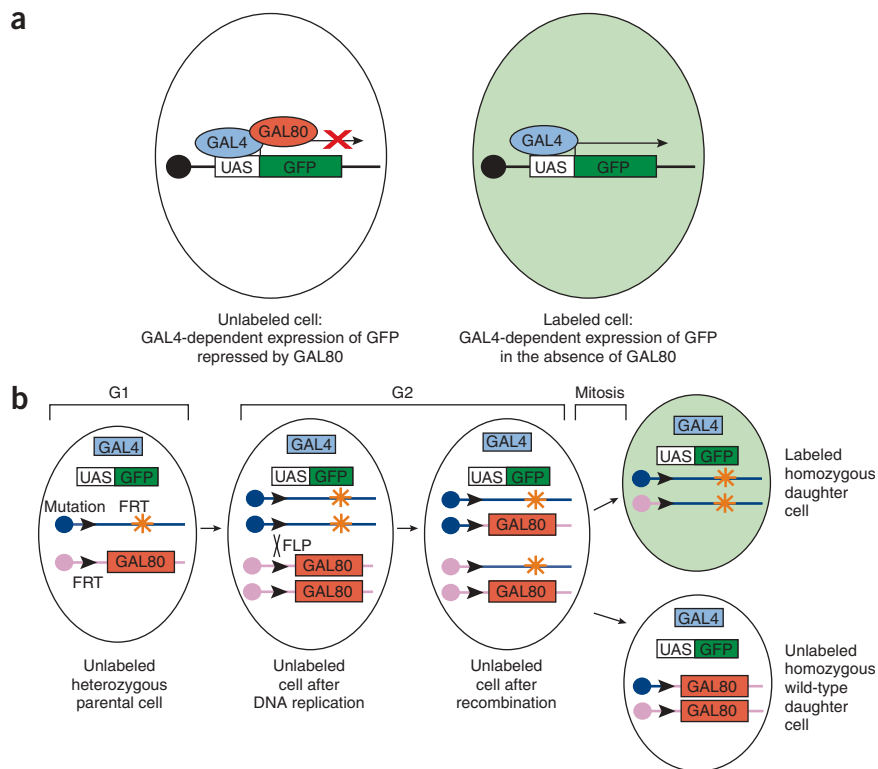 a
GAL4
GAL80
UAS
GFP
Unlabeled cell:
GAL4-dependent expression of GFP
repressed by GAL80
GAL4
UAS
GFP
Labeled cell:
GAL4-dependent expression of GFP
in the absence of GAL80
b
G1
G2
Mitosis
GAL4
UAS GFP
Mutation FRT
GAL80
FRT
Unlabeled
heterozygous
parental cell
GAL4
UAS GFP
FLP
GAL80
GAL80
Unlabeled
cell after
DNA replication
GAL4
UAS GFP
GAL80
GAL80
Unlabeled
cell after
recombination
GAL4
UAS GFP
Labeled
homozygous
daughter
cell
GAL4
UAS GFP
GAL80
GAL80
Unlabeled
homozygous
wild-type
daughter
cell